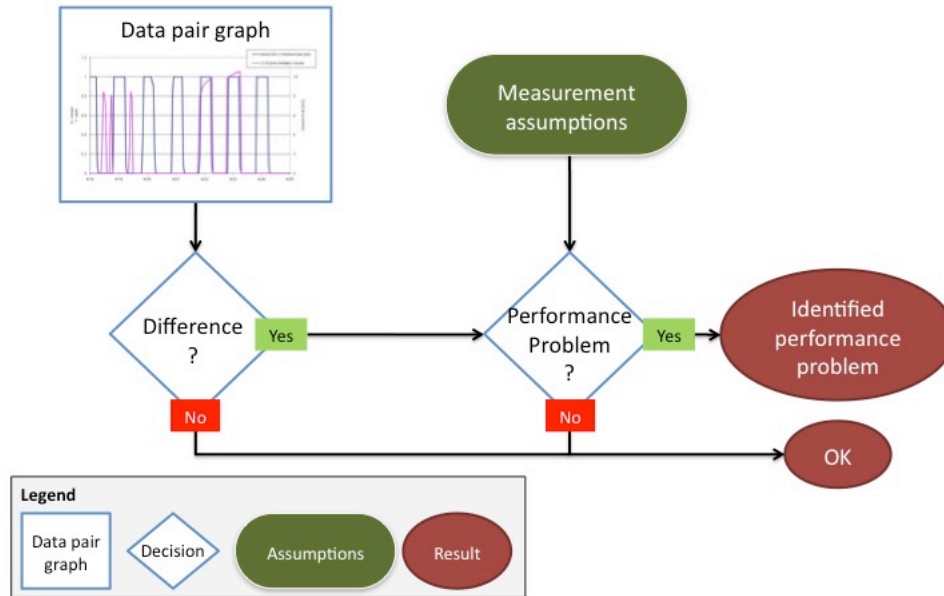 Data pair graph
Measurement
assumptions
Difference
?
Yes
Performance
Problem
?
Yes
Identified
performance
problem
No
No
OK
Legend
Data pair
graph
Decision
Assumptions
Result